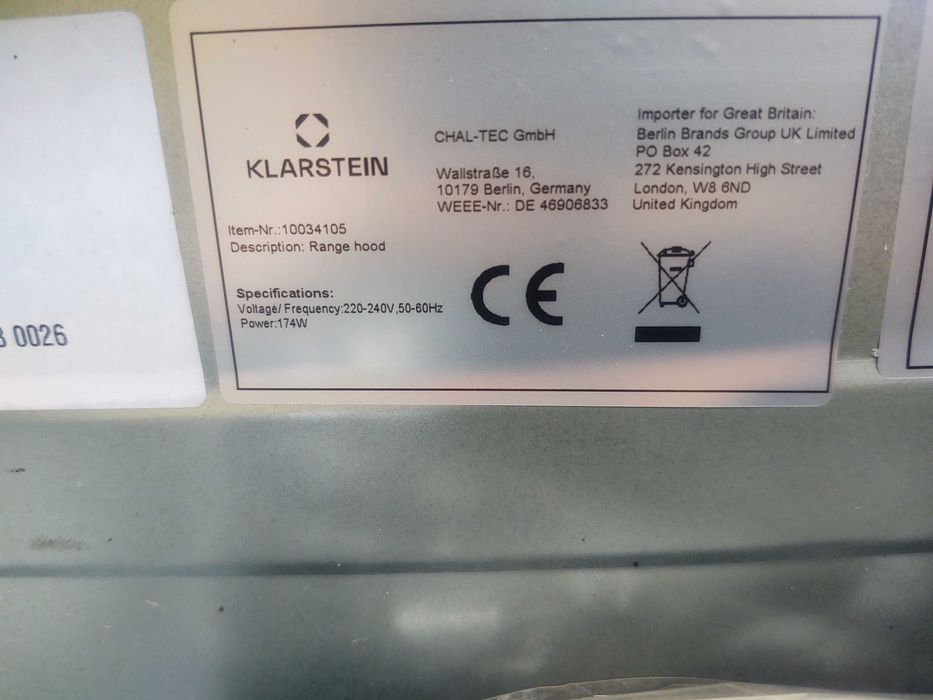 3 0026
KLARSTEIN
Item-Nr.:10034105
Description: Range hood
Specifications:
Voltage/ Frequency:220-240V,50-60Hz
Power:174W
CHAL-TEC GmbH
Wallstraße 16,
10179 Berlin, Germany
WEEE-Nr.: DE 46906833
Importer for Great Britain:
Berlin Brands Group UK Limited
PO Box 42
272 Kensington High Street
London, W8 6ND
United Kingdom
CE